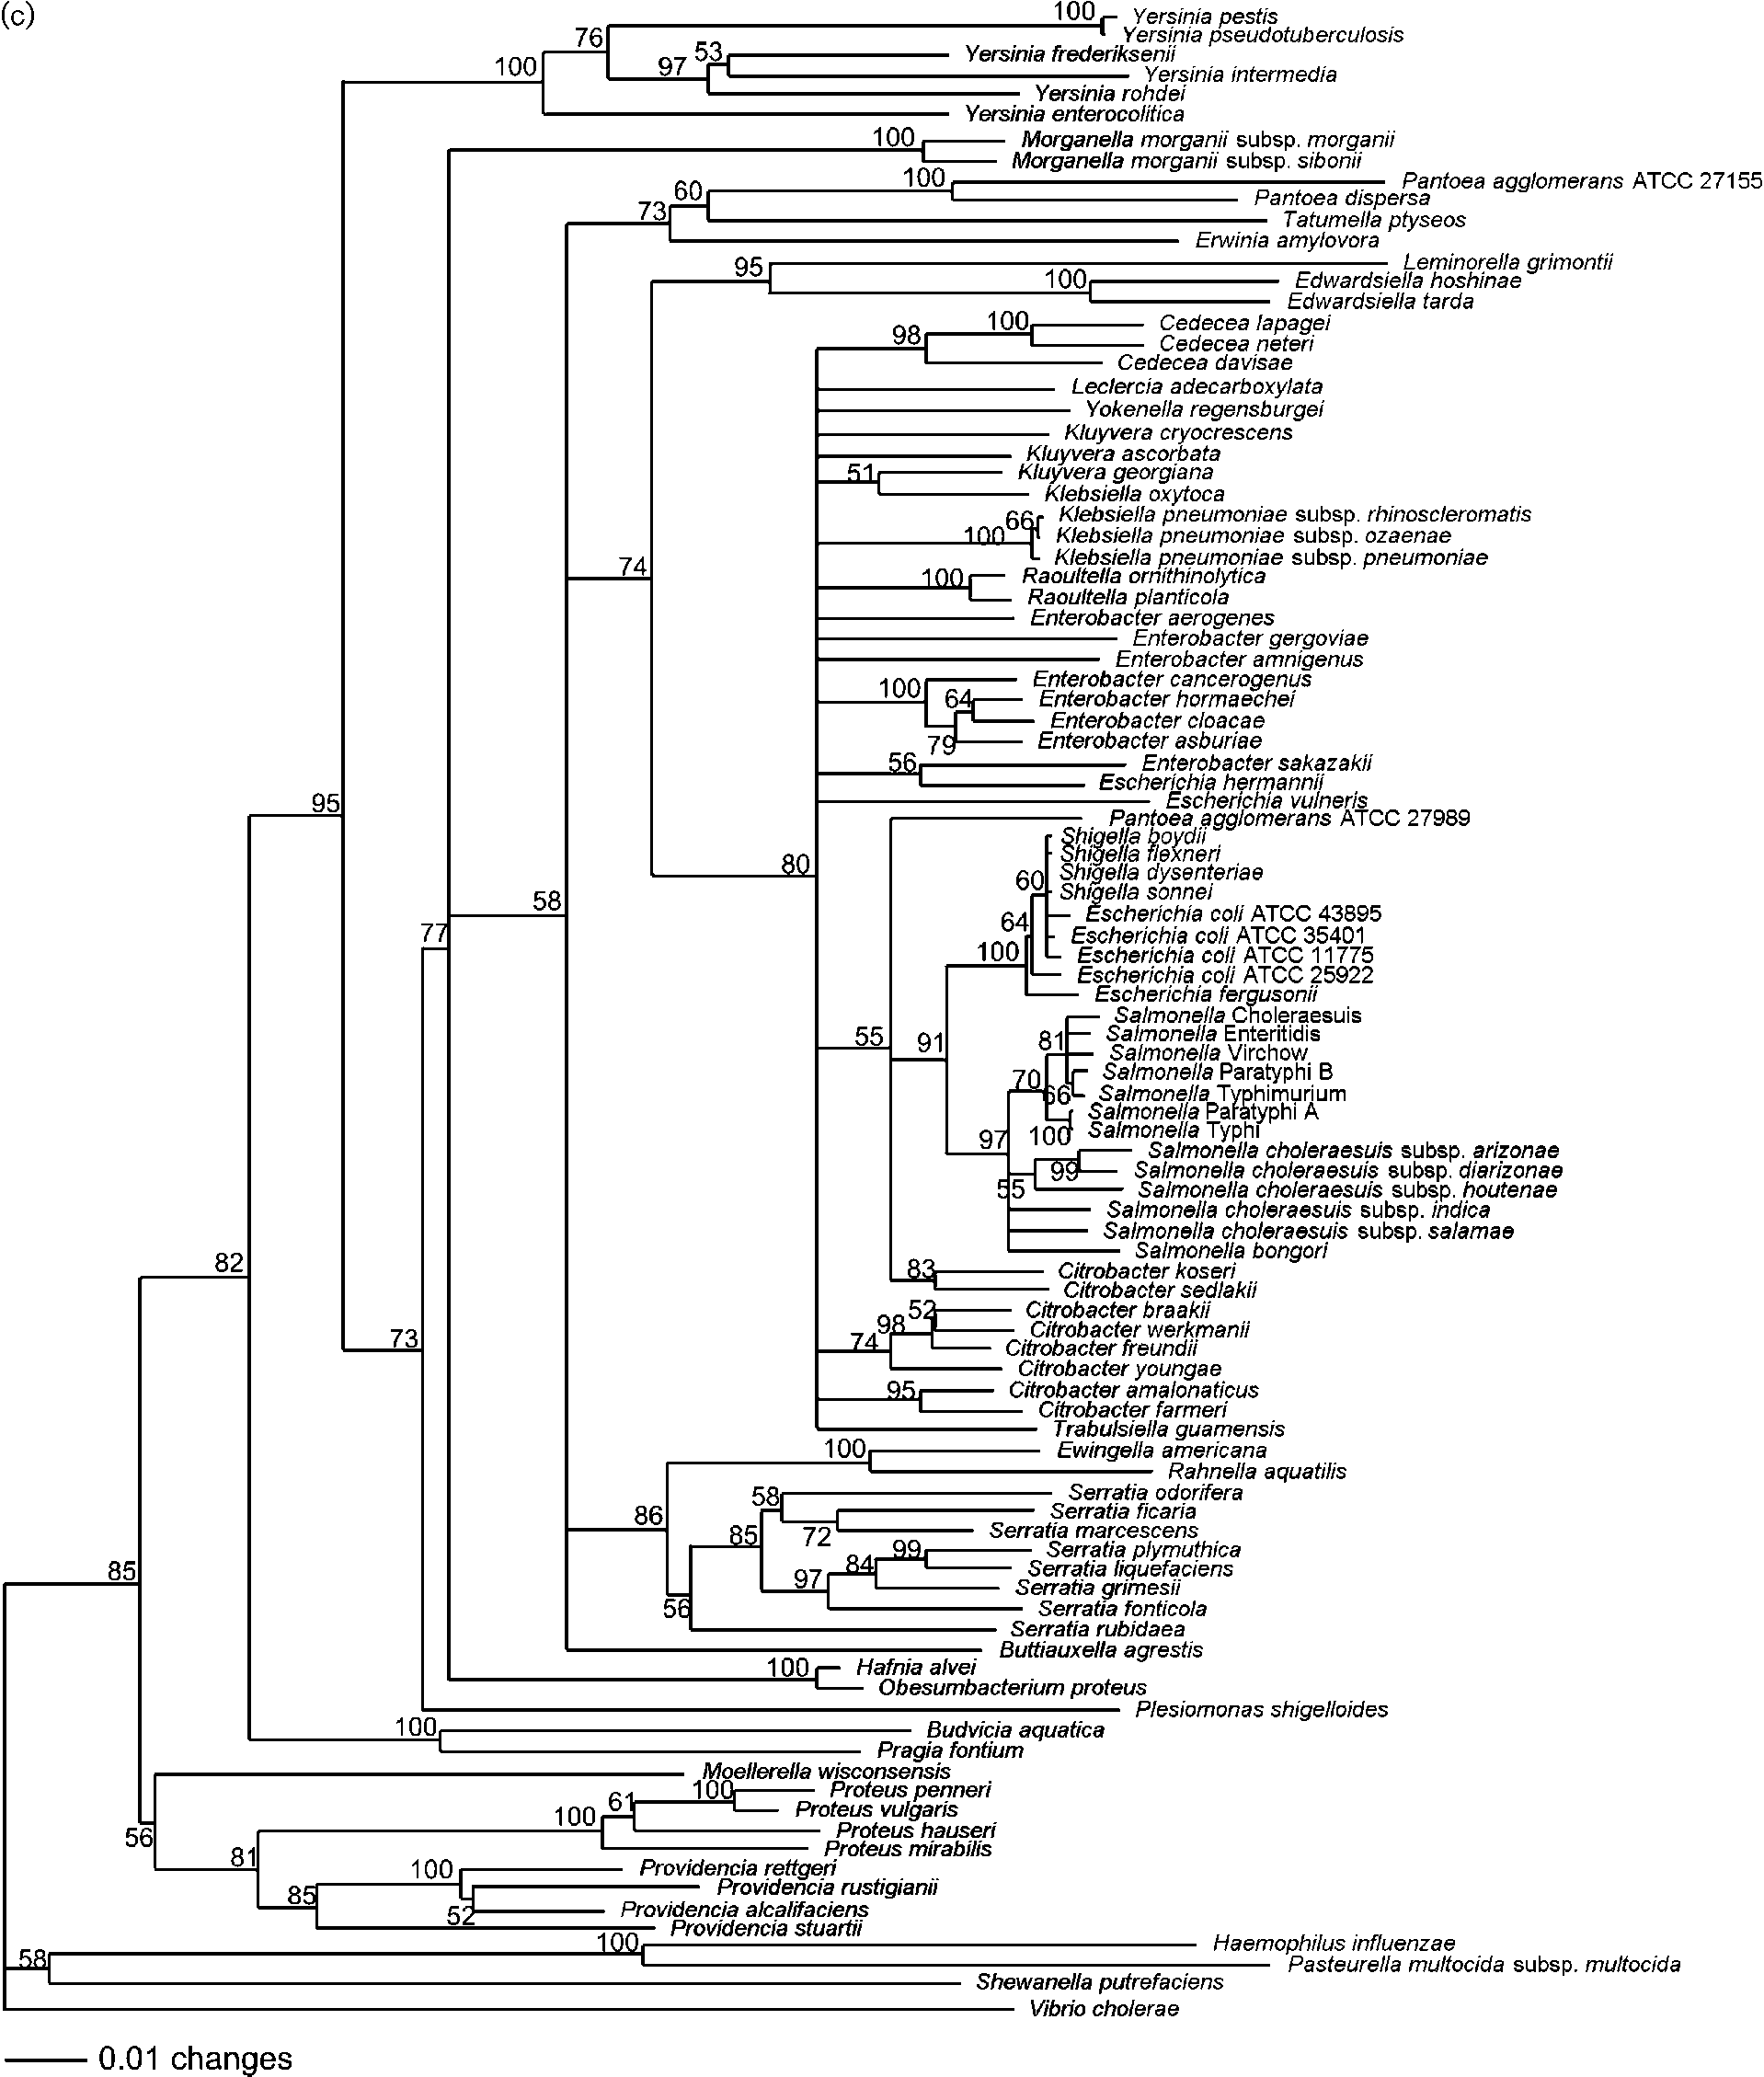 (c)
100 Yersinia pestis
Yersinia pseudotuberculosis
76
53 Yersinia frederiksenii
100 97 Yersinia intermedia
Yersinia rohdei
Yersinia enterocolitica
100 Morganella morganii subsp. morganii
Morganella morganii subsp. sibonii
100 Pantoea agglomerans ATCC 27155
60 Pantoea dispersa
73 Tatumella ptyseos
Erwinia amylovora
95 Leminorella grimontii
100 Edwardsiella hoshinae
Edwardsiella tarda
100 Cedecea lapagei
98 Cedecea neteri
Cedecea davisae
Leclercia adecarboxylata
Yokenella regensburgei
Kluyvera cryocrescens
Kluyvera ascorbata
51 Kluyvera georgiana
Klebsiella oxytoca
66 Klebsiella pneumoniae subsp. rhinoscleromatis
100 Klebsiella pneumoniae subsp. ozaenae
Klebsiella pneumoniae subsp. pneumoniae
74 100 Raoultella ornithinolytica
Raoultella planticola
Enterobacter aerogenes
Enterobacter gergoviae
Enterobacter amnigenus
100 Enterobacter cancerogenus
64 Enterobacter hormaechei
Enterobacter cloacae
79 Enterobacter asburiae
56 Enterobacter sakazakii
Escherichia hermannii
95 Escherichia vulneris
Pantoea agglomerans ATCC 27989
Shigella boydii
Shigella flexneri
80 Shigella dysenteriae
60 Shigella sonnei
58 64 Escherichia coli ATCC 43895
77 Escherichia coli ATCC 35401
100 Escherichia coli ATCC 11775
Escherichia coli ATCC 25922
Escherichia fergusonii
Salmonella Choleraesuis
55 91 81 Salmonella Enteritidis
Salmonella Virchow
70 Salmonella Paratyphi B
66 Salmonella Typhimurium
Salmonella Paratyphi A
97 100 Salmonella Typhi
Salmonella choleraesuis subsp. arizonae
99 Salmonella choleraesuis subsp. diarizonae
55 Salmonella choleraesuis subsp. houtenae
Salmonella choleraesuis subsp. indica
Salmonella choleraesuis subsp. salamae
82 Salmonella bongori
83 Citrobacter koseri
Citrobacter sedlakii
52 Citrobacter braakii
98 Citrobacter werkmanii
73 74 Citrobacter freundii
Citrobacter youngae
95 Citrobacter amalonaticus
Citrobacter farmeri
Trabulsiella guamensis
100 Ewingella americana
Rahnella aquatilis
58 Serratia odorifera
86 Serratia ficaria
85 72 Serratia marcescens
99 Serratia plymuthica
84 Serratia liquefaciens
85 97 Serratia grimesii
56 Serratia fonticola
Serratia rubidaea
Buttiauxella agrestis
100 Hafnia alvei
Obesumbacterium proteus
Plesiomonas shigelloides
100 Budvicia aquatica
Pragia fontium
Moellerella wisconsensis
100 Proteus penneri
61 Proteus vulgaris
56 100 Proteus hauseri
81 Proteus mirabilis
100 Providencia rettgeri
85 Providencia rustigianii
52 Providencia alcalifaciens
Providencia stuartii
100 Haemophilus influenzae
58 Pasteurella multocida subsp. multocida
Shewanella putrefaciens
Vibrio cholerae
0.01 changes